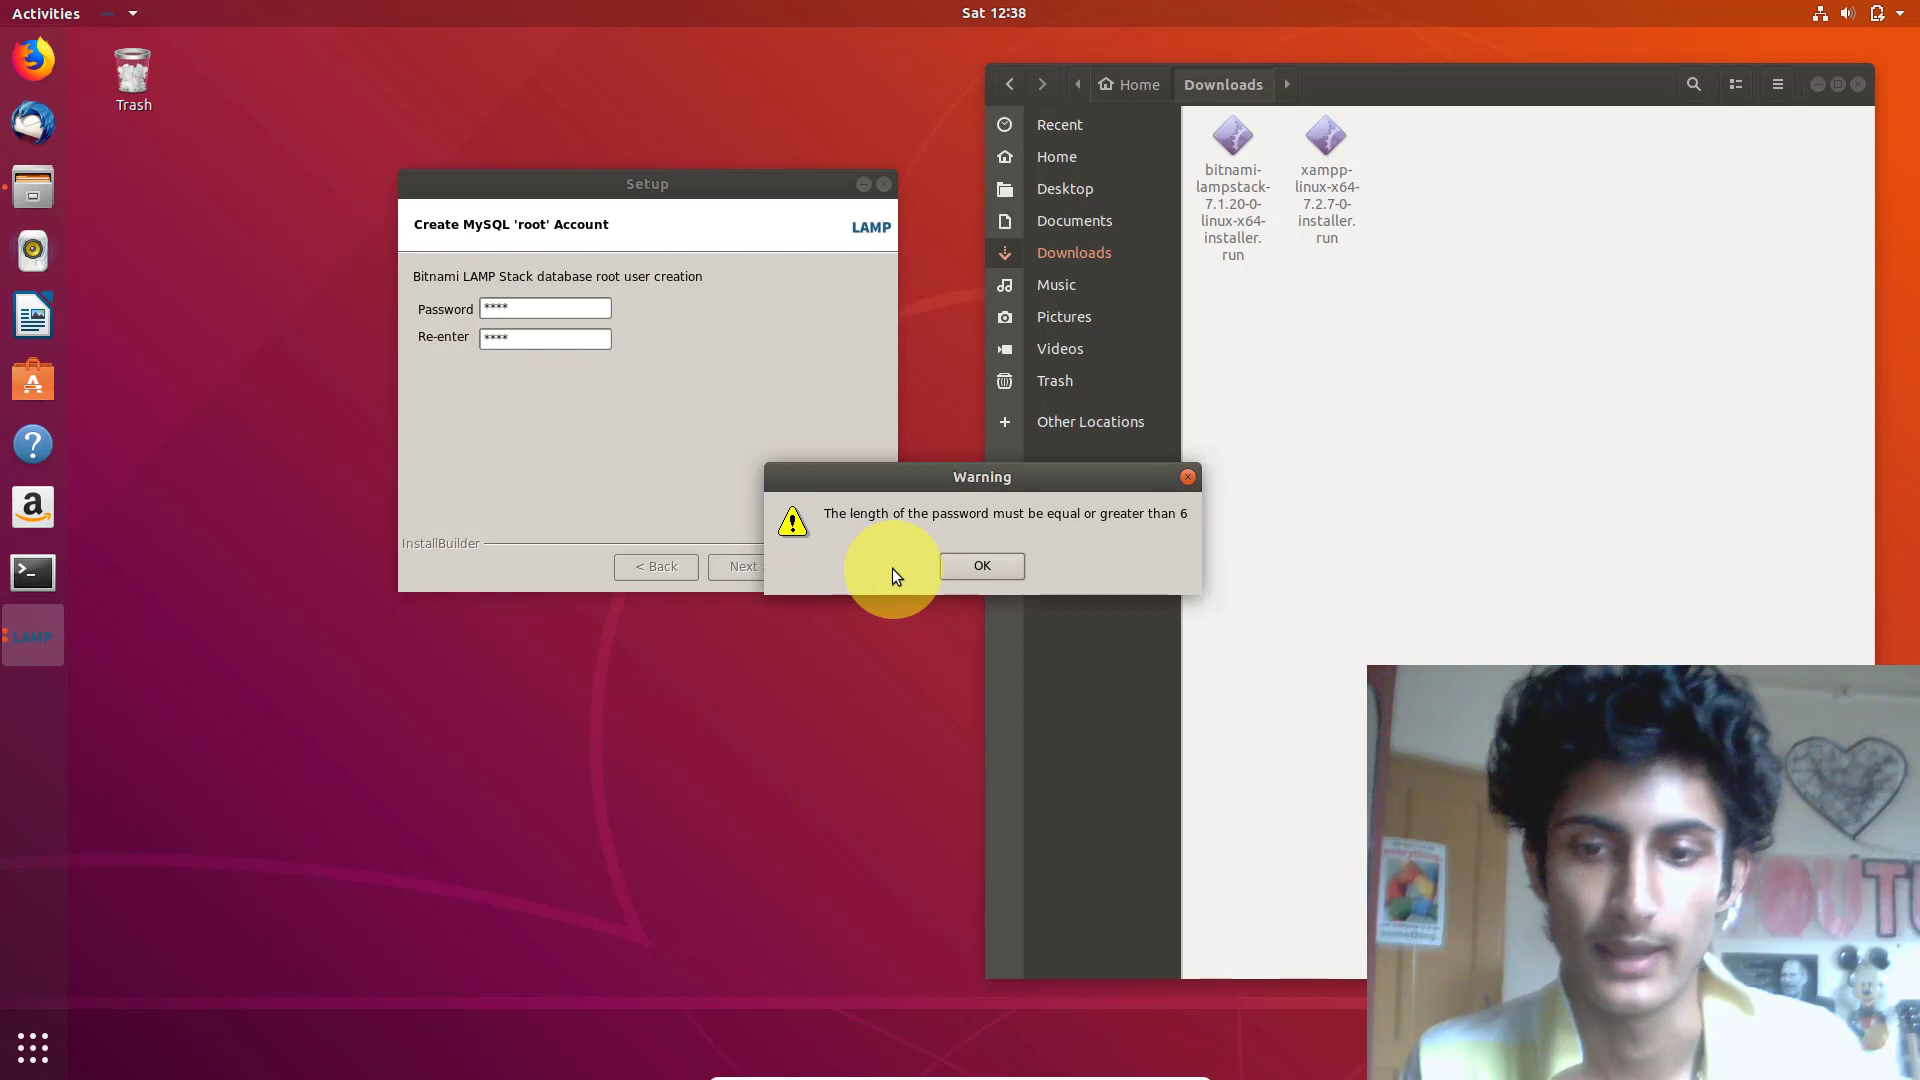 Activities
Sat 12:38
Trash
Home
Downloads
Recent
Home
Desktop
Documents
Downloads
Music
Pictures
Videos
Trash
Other Locations
bitnami-
lampstack-
7.1.20-0-
linux-x64-
installer.
run
xampp-
linux-x64-
7.2.7-0-
installer.
run
Setup
Create MySQL 'root' Account
LAMP
Bitnami LAMP Stack database root user creation
Password ****
Re-enter ****
InstallBuilder
< Back
Next
Warning
The length of the password must be equal or greater than 6
OK
LAMP
everything.
something.